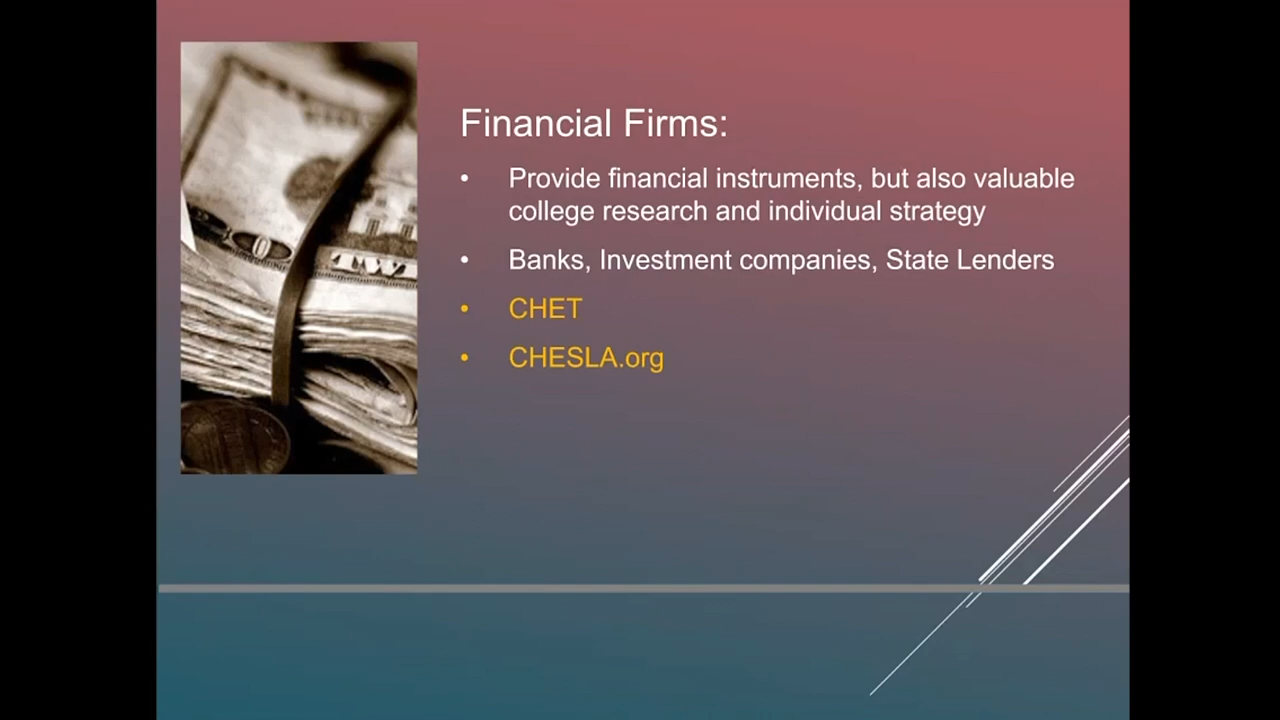 Financial Firms:
• Provide financial instruments, but also valuable
college research and individual strategy
• Banks, Investment companies, State Lenders
• CHET
• CHESLA.org